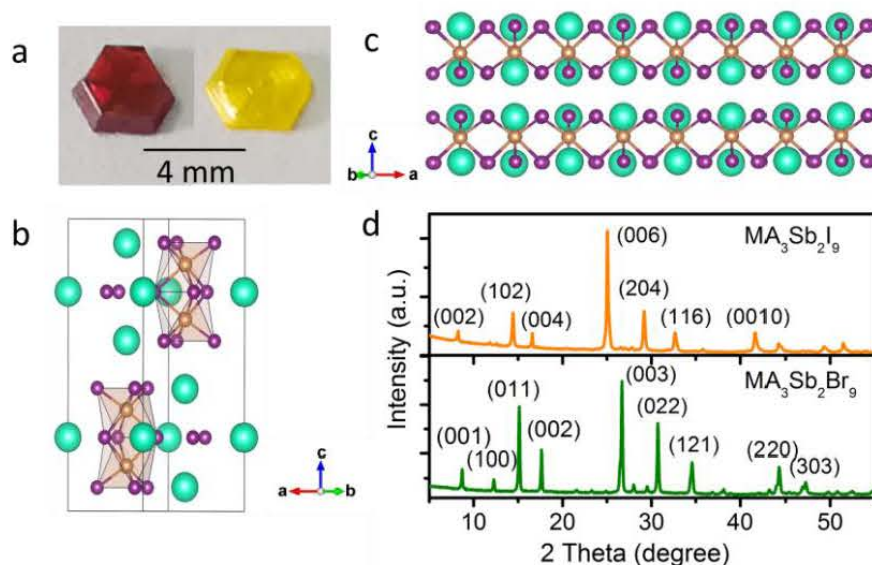 a
4 mm
b
c
b a
c
a b
c
d
MA₃Sb₂I₉
(006)
(102)
(204)
(002)
(004)
(116)
(0010)
MA₃Sb₂Br₉
(003)
(011)
(022)
(001)
(002)
(121)
(100)
(220)
(303)
Intensity (a.u.)
10 20 30 40 50
2 Theta (degree)